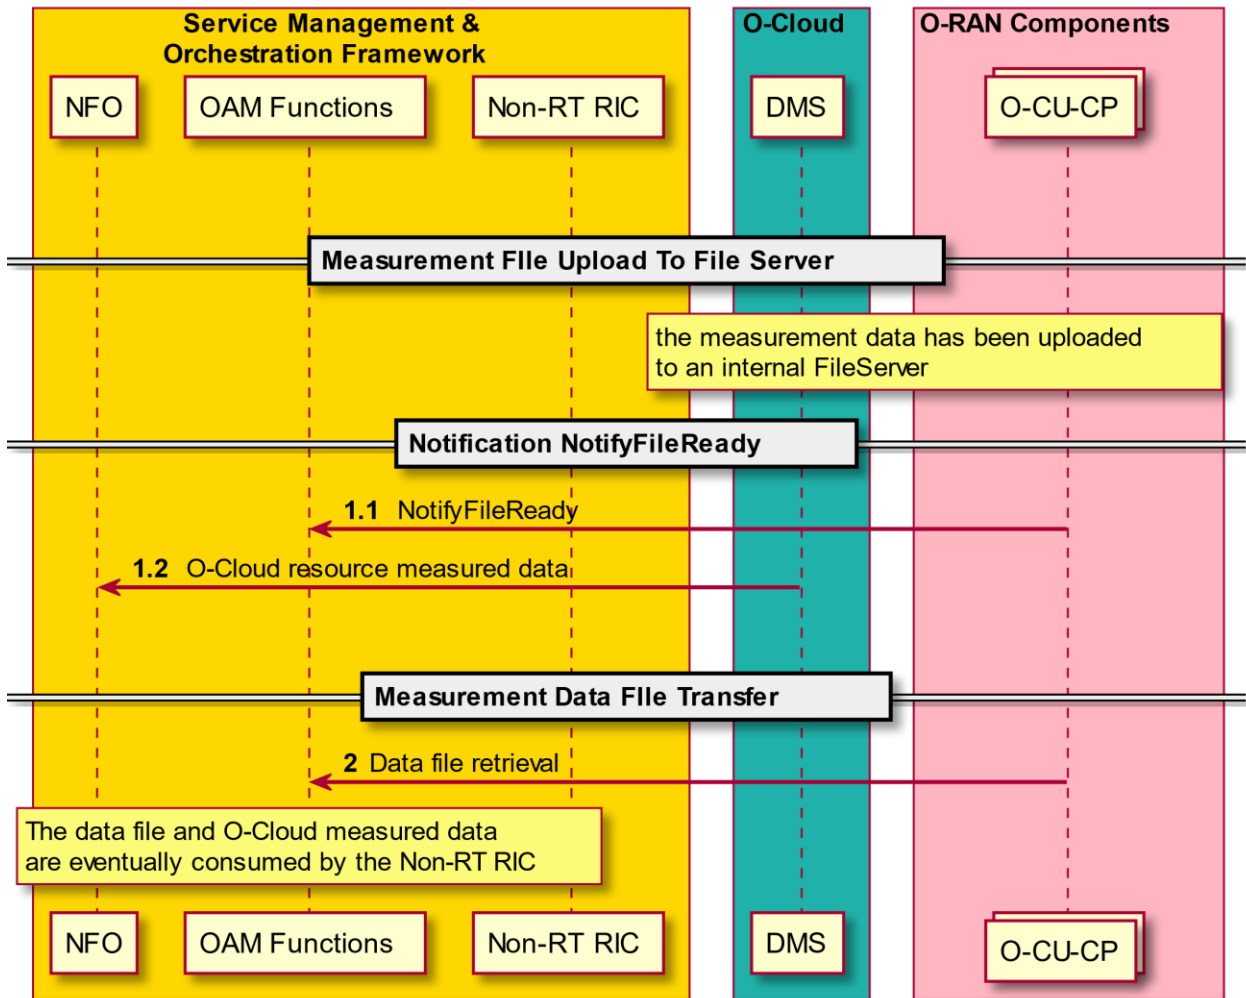 Service Management &
Orchestration Framework
O-Cloud
O-RAN Components
NFO
OAM Functions
Non-RT RIC
DMS
O-CU-CP
Measurement FIle Upload To File Server
the measurement data has been uploaded
to an internal FileServer
Notification NotifyFileReady
1.1 NotifyFileReady
1.2 O-Cloud resource measured data
Measurement Data FIle Transfer
2 Data file retrieval
The data file and O-Cloud measured data
are eventually consumed by the Non-RT RIC
NFO
OAM Functions
Non-RT RIC
DMS
O-CU-CP